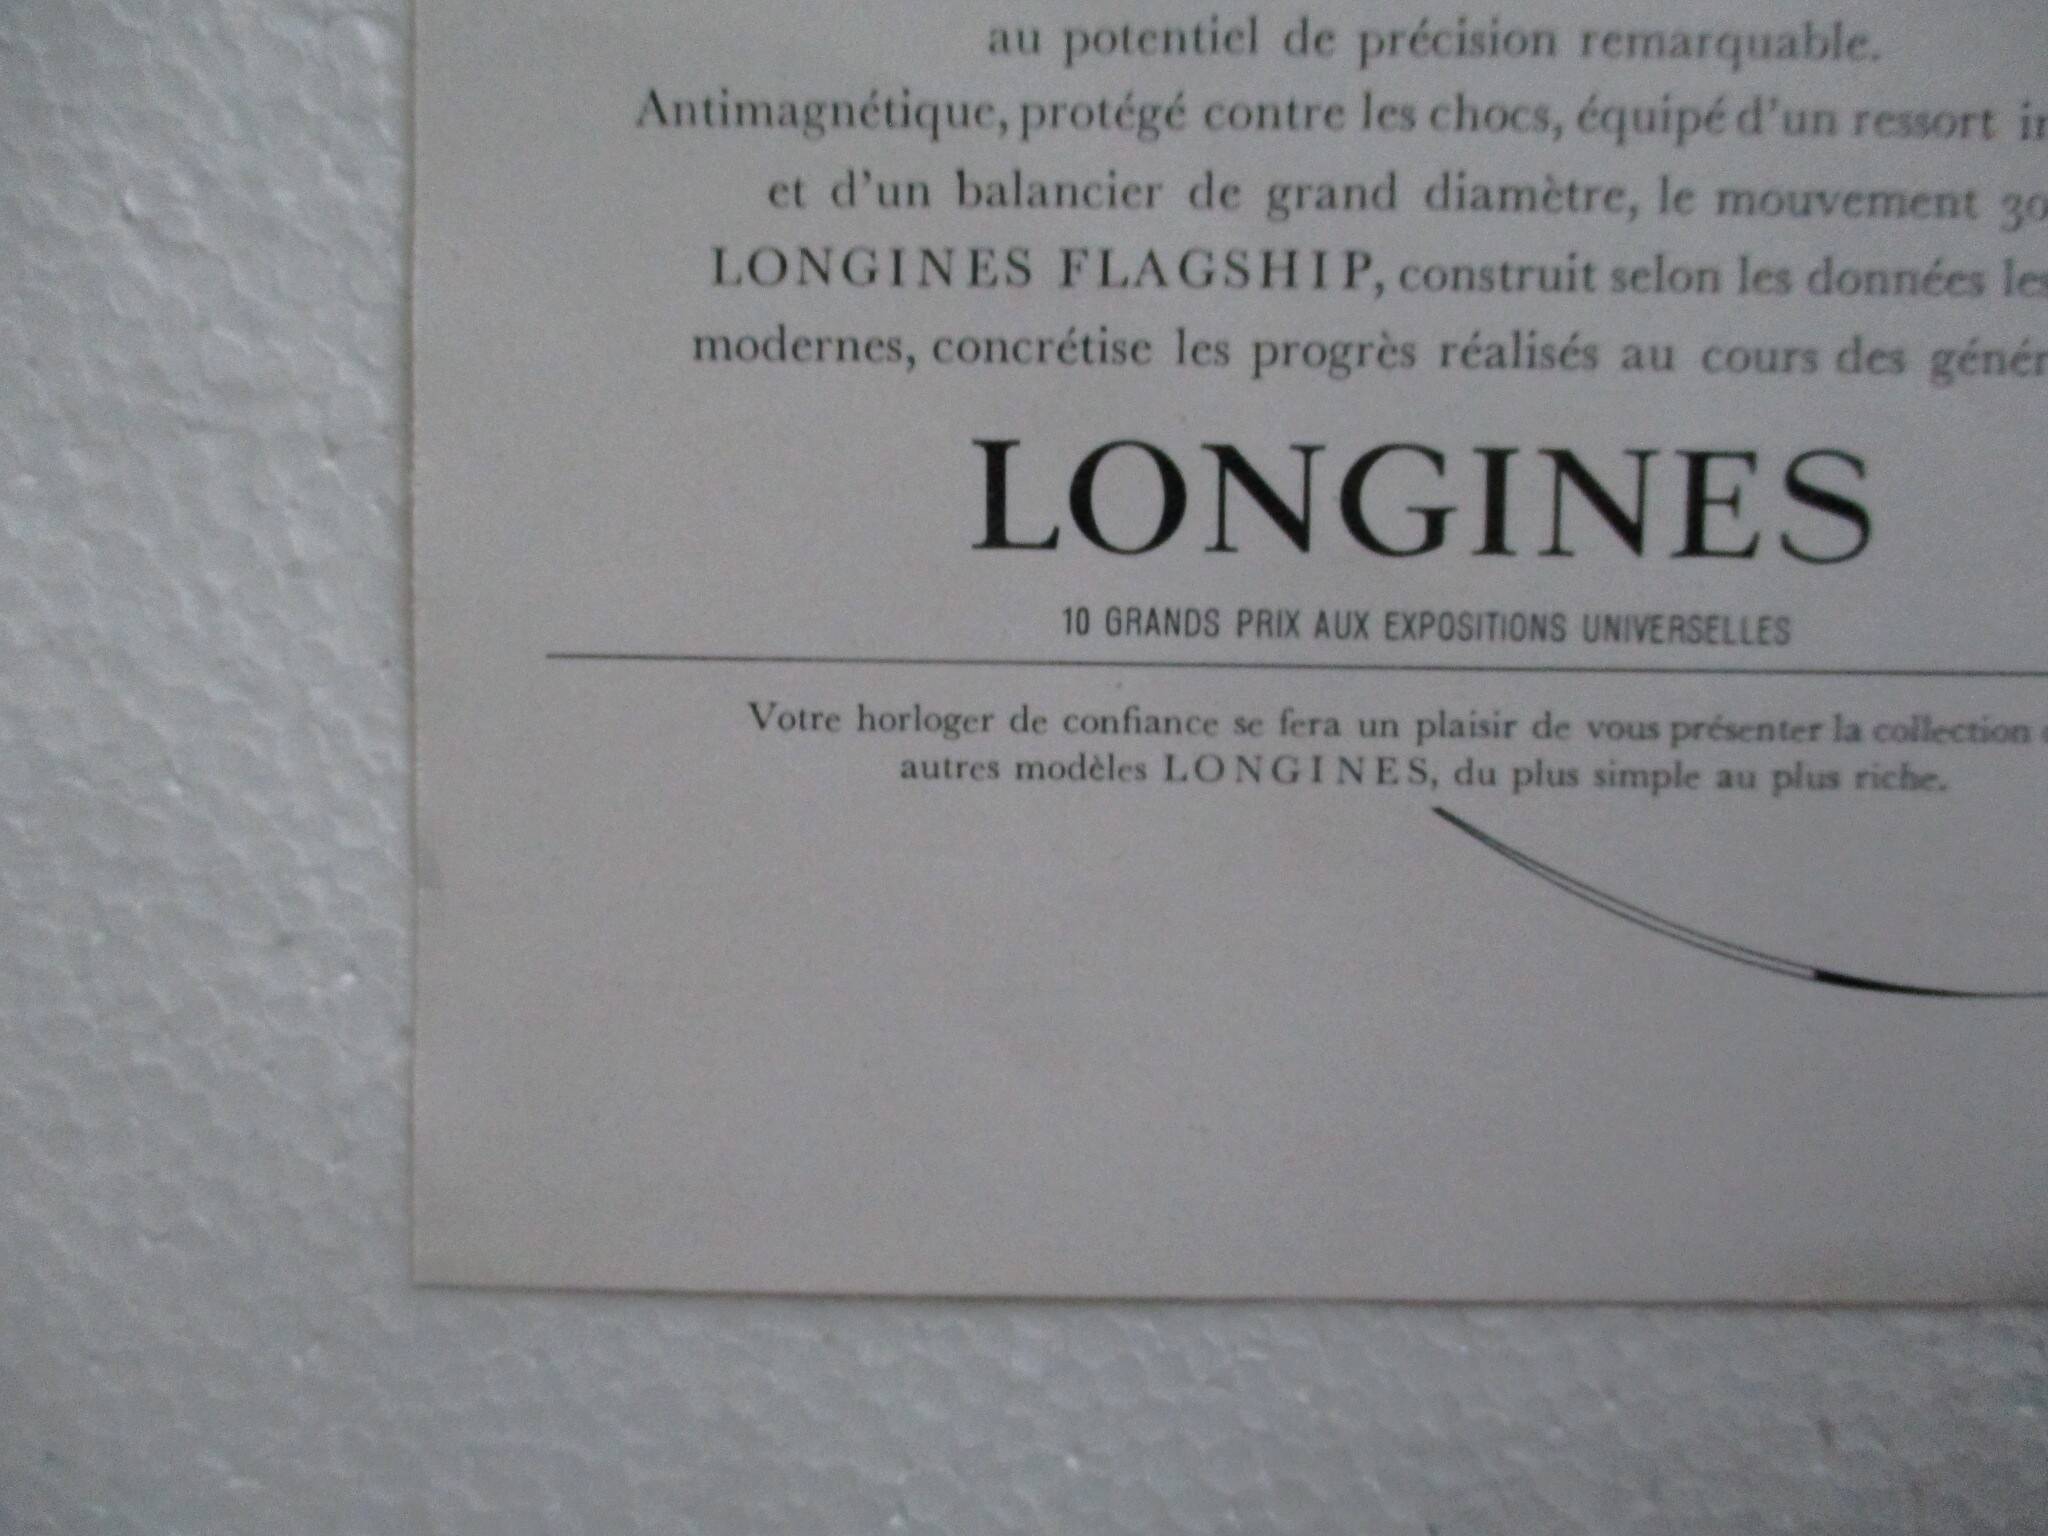 au potentiel de précision remarquable.
Antimagnétique, protégé contre les chocs, équipé d'un ressort
et d'un balancier de grand diamètre, le mouvement 30
LONGINES FLAGSHIP, construit selon les données les
modernes, concrétise les progrès réalisés au cours des
LONGINES
10 GRANDS PRIX AUX EXPOSITIONS UNIVERSELLES
Votre horloger de confiance se fera un plaisir de vous présenter la collection
autres modèles LONGINES, du plus simple au plus riche.